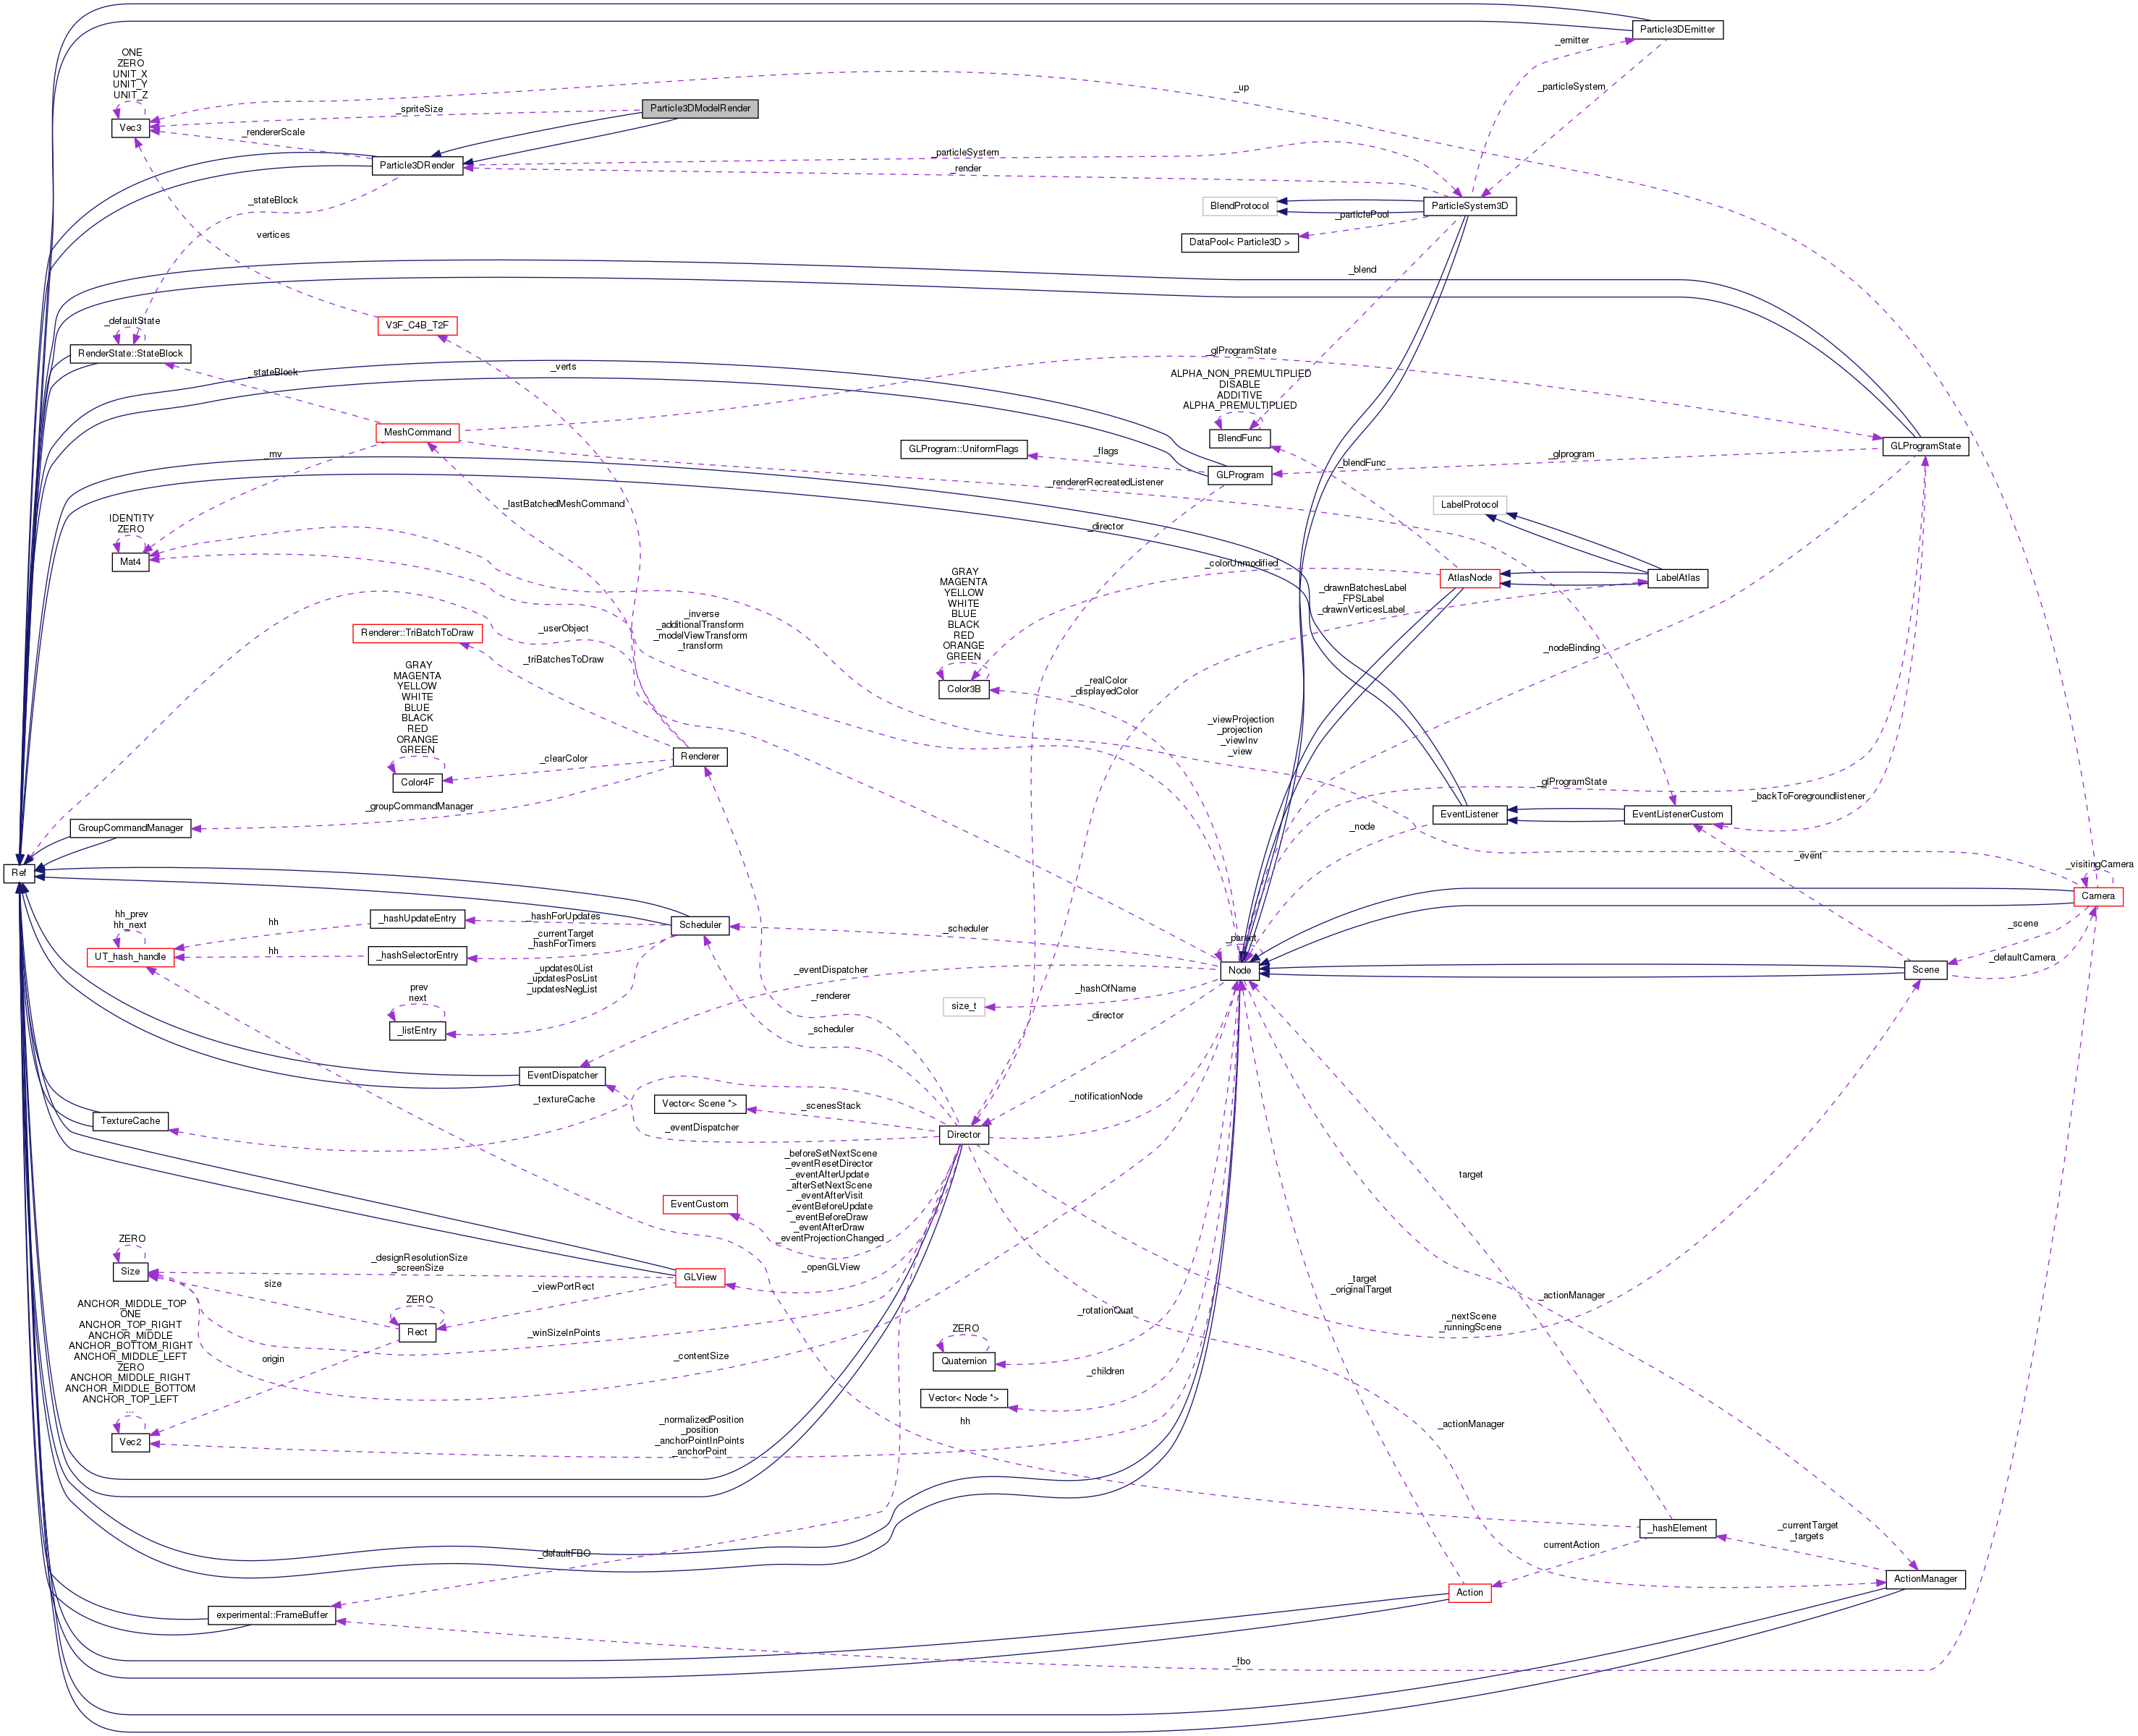 Particle3DEmitter
_emitter
ONE
ZERO
UNIT_X
UNIT_Y
UNIT_Z
_up
_particleSystem
Particle3DModelRender
_spriteSize
Vec3
_rendererScale
_particleSystem
Particle3DRender
_render
_stateBlock
BlendProtocol
ParticleSystem3D
_particlePool
vertices
DataPool< Particle3D >
_blend
_defaultState
V3F_C4B_T2F
RenderState::StateBlock
_verts
_glProgramState
_stateBlock
ALPHA_NON_PREMULTIPLIED
DISABLE
ADDITIVE
ALPHA_PREMULTIPLIED
MeshCommand
BlendFunc
GLProgramState
GLProgram::UniformFlags
_flags
_mv
_glprogram
_blendFunc
GLProgram
_rendererRecreatedListener
_lastBatchedMeshCommand
LabelProtocol
IDENTITY
ZERO
_director
Mat4
_colorUnmodified
GRAY
MAGENTA
YELLOW
WHITE
BLUE
BLACK
RED
ORANGE
GREEN
AtlasNode
LabelAtlas
_drawnBatchesLabel
_FPSLabel
_drawnVerticesLabel
_inverse
_additionalTransform
_modelViewTransform
_transform
Renderer::TriBatchToDraw
_userObject
_triBatchesToDraw
_nodeBinding
GRAY
MAGENTA
YELLOW
WHITE
BLUE
BLACK
RED
ORANGE
GREEN
Color3B
_realColor
_displayedColor
_viewProjection
_projection
_viewInv
_view
Renderer
_clearColor
Color4F
_glProgramState
_backToForegroundlistener
_groupCommandManager
GroupCommandManager
EventListener
EventListenerCustom
_node
_event
_visitingCamera
Ref
Camera
hh_prev
hh_next
hh
_hashUpdateEntry
_hashForUpdates
Scheduler
_scene
_currentTarget
_hashForTimers
_scheduler
_parent
UT_hash_handle
hh
_hashSelectorEntry
_defaultCamera
_updates0List
_updatesPosList
_updatesNegList
_eventDispatcher
Node
Scene
prev
next
_hashOfName
_renderer
size_t
_director
_listEntry
_scheduler
EventDispatcher
_textureCache
Vector< Scene *>
_scenesStack
_notificationNode
TextureCache
_eventDispatcher
Director
_beforeSetNextScene
_eventResetDirector
_eventAfterUpdate
_afterSetNextScene
_eventAfterVisit
_eventBeforeUpdate
_eventBeforeDraw
_eventAfterDraw
_eventProjectionChanged
target
EventCustom
ZERO
_designResolutionSize
_screenSize
_openGLView
Size
GLView
size
_viewPortRect
_target
_originalTarget
ANCHOR_MIDDLE_TOP
ONE
ANCHOR_TOP_RIGHT
ANCHOR_MIDDLE
ANCHOR_BOTTOM_RIGHT
ANCHOR_MIDDLE_LEFT
ZERO
ANCHOR_MIDDLE_RIGHT
ANCHOR_MIDDLE_BOTTOM
ANCHOR_TOP_LEFT
...
ZERO
Rect
_winSizeInPoints
_rotationQuat
_nextScene
_runningScene
_actionManager
ZERO
origin
_contentSize
Quaternion
_children
Vector< Node *>
Vec2
_normalizedPosition
_position
_anchorPointInPoints
_anchorPoint
hh
_actionManager
_hashElement
_currentTarget
_targets
currentAction
_defaultFBO
ActionManager
Action
experimental::FrameBuffer
_fbo